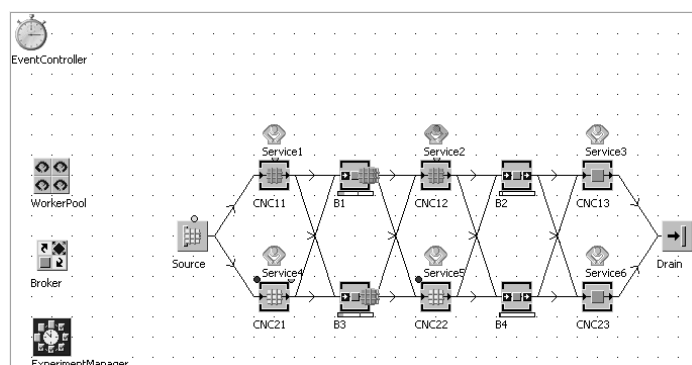 EventController
Service1
Service2
Service3
CNC11
B1
CNC12
B2
CNC13
WorkerPool
Source
Drain
Broker
Service4
Service5
Service6
CNC21
B3
CNC22
B4
CNC23
ExperimentManager